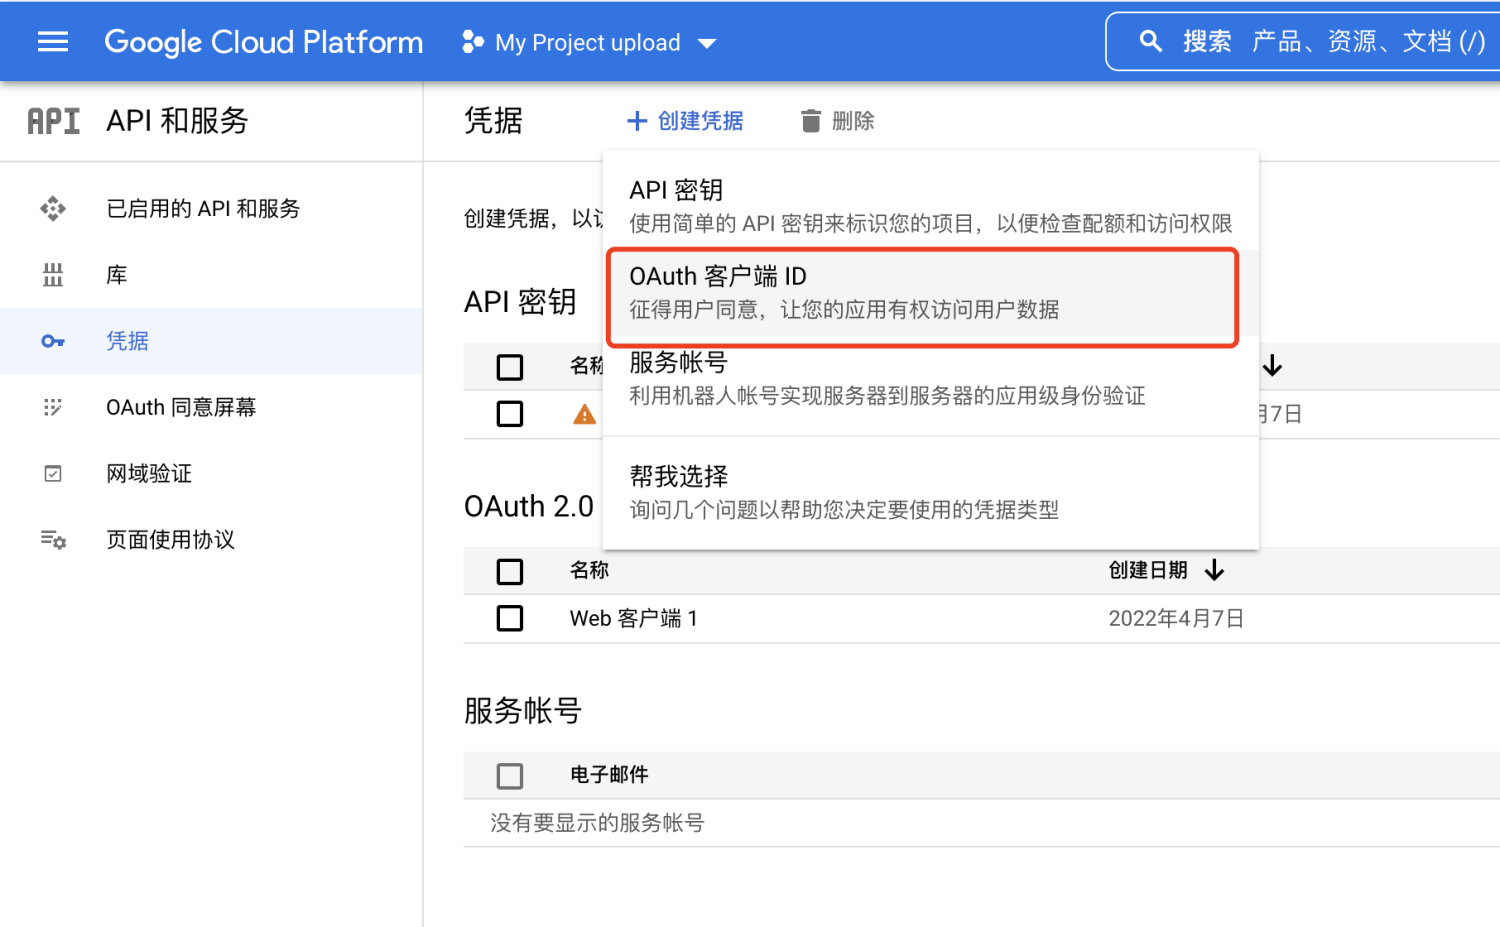 Google Cloud Platform
My Project upload
搜索 产品、资源、文档 (/)
API API 和服务
凭据
创建凭据
删除
已启用的 API 和服务
库
凭据
OAuth 同意屏幕
网域验证
页面使用协议
创建凭据，以
API 密钥
使用简单的 API 密钥来标识您的项目，以便检查配额和访问权限
OAuth 客户端 ID
征得用户同意，让您的应用有权访问用户数据
服务帐号
利用机器人帐号实现服务器到服务器的应用级身份验证
帮我选择
询问几个问题以帮助您决定要使用的凭据类型
API 密钥
名称
月7日
OAuth 2.0
名称 创建日期
Web 客户端 1 2022年4月7日
服务帐号
电子邮件
没有要显示的服务帐号